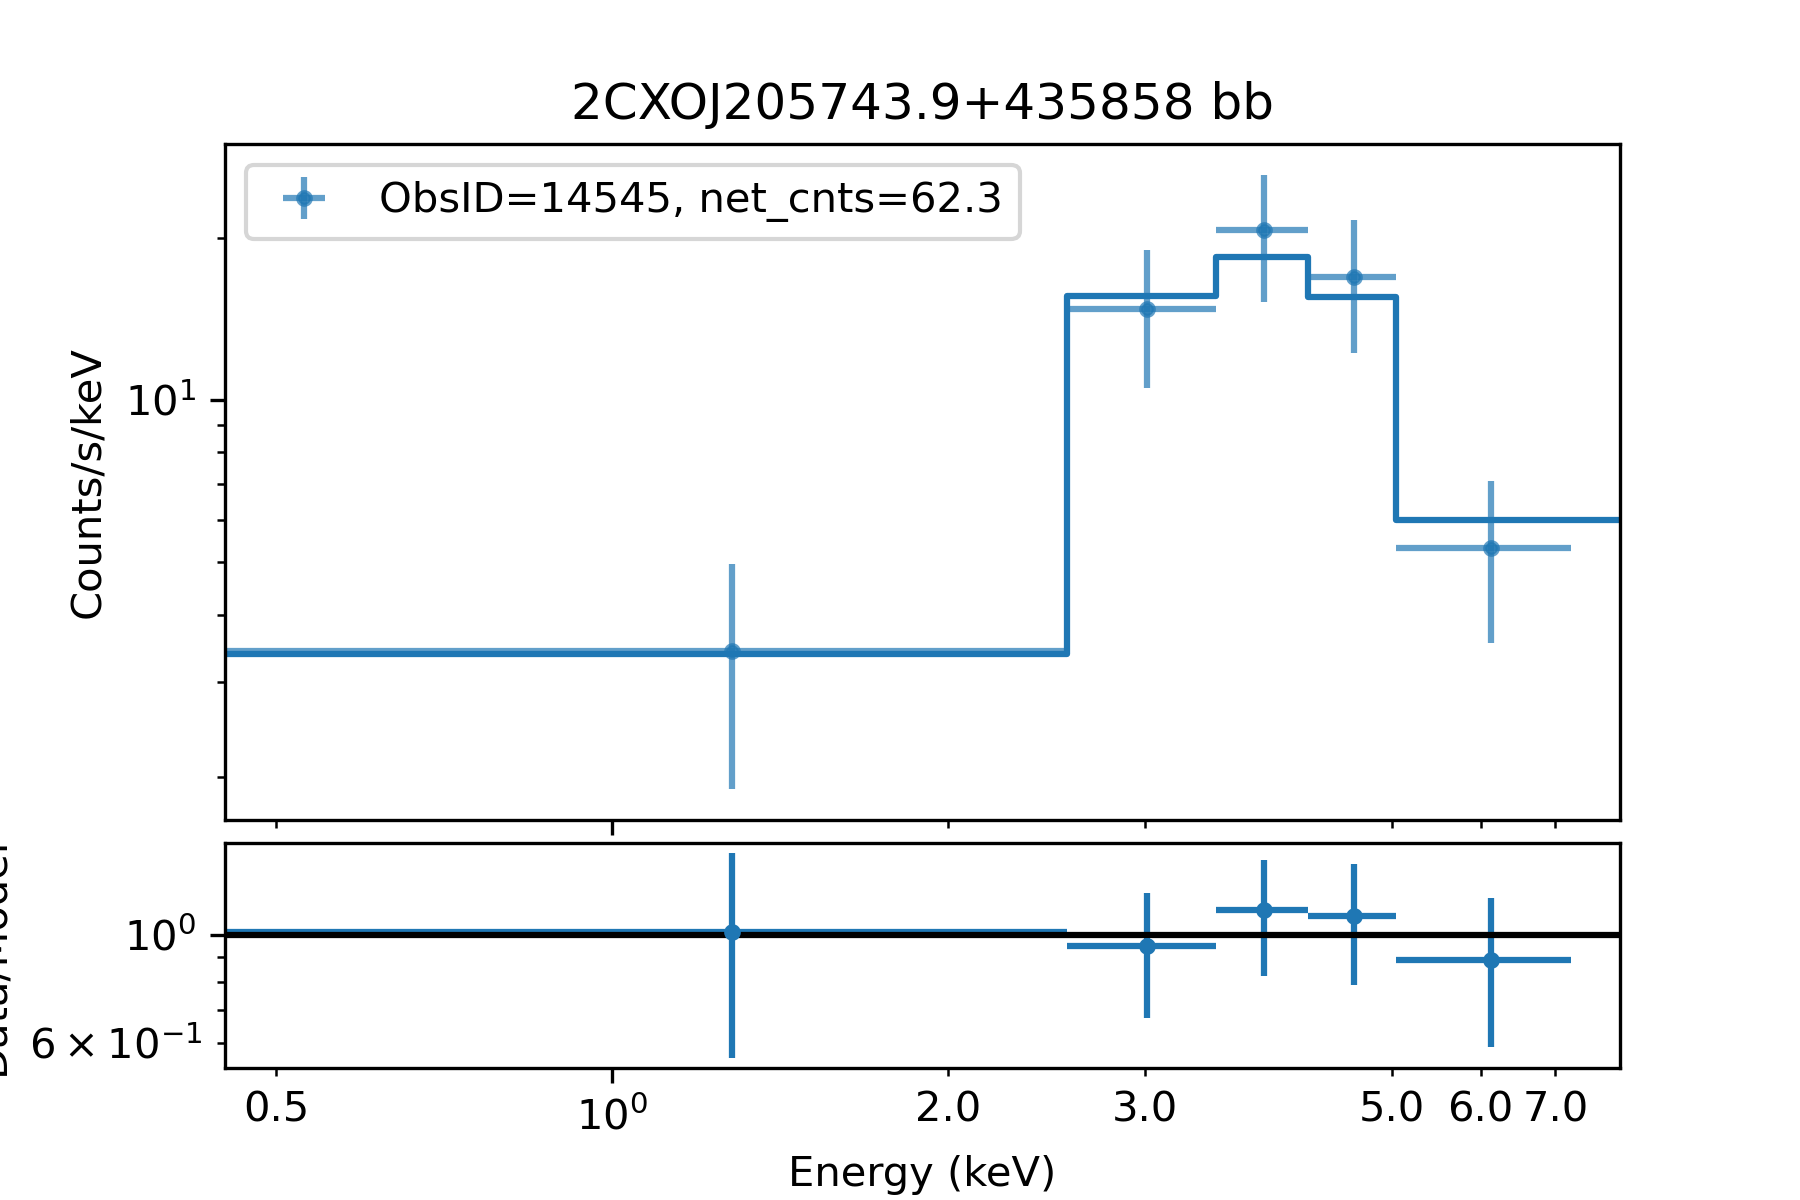 2CXOJ205743.9+435858 bb
ObsID=14545, net_cnts=62.3
Counts/s/keV
10¹
10⁰
6 × 10⁻¹
0.5 10⁰ 2.0 3.0 5.0 6.0 7.0
Energy (keV)